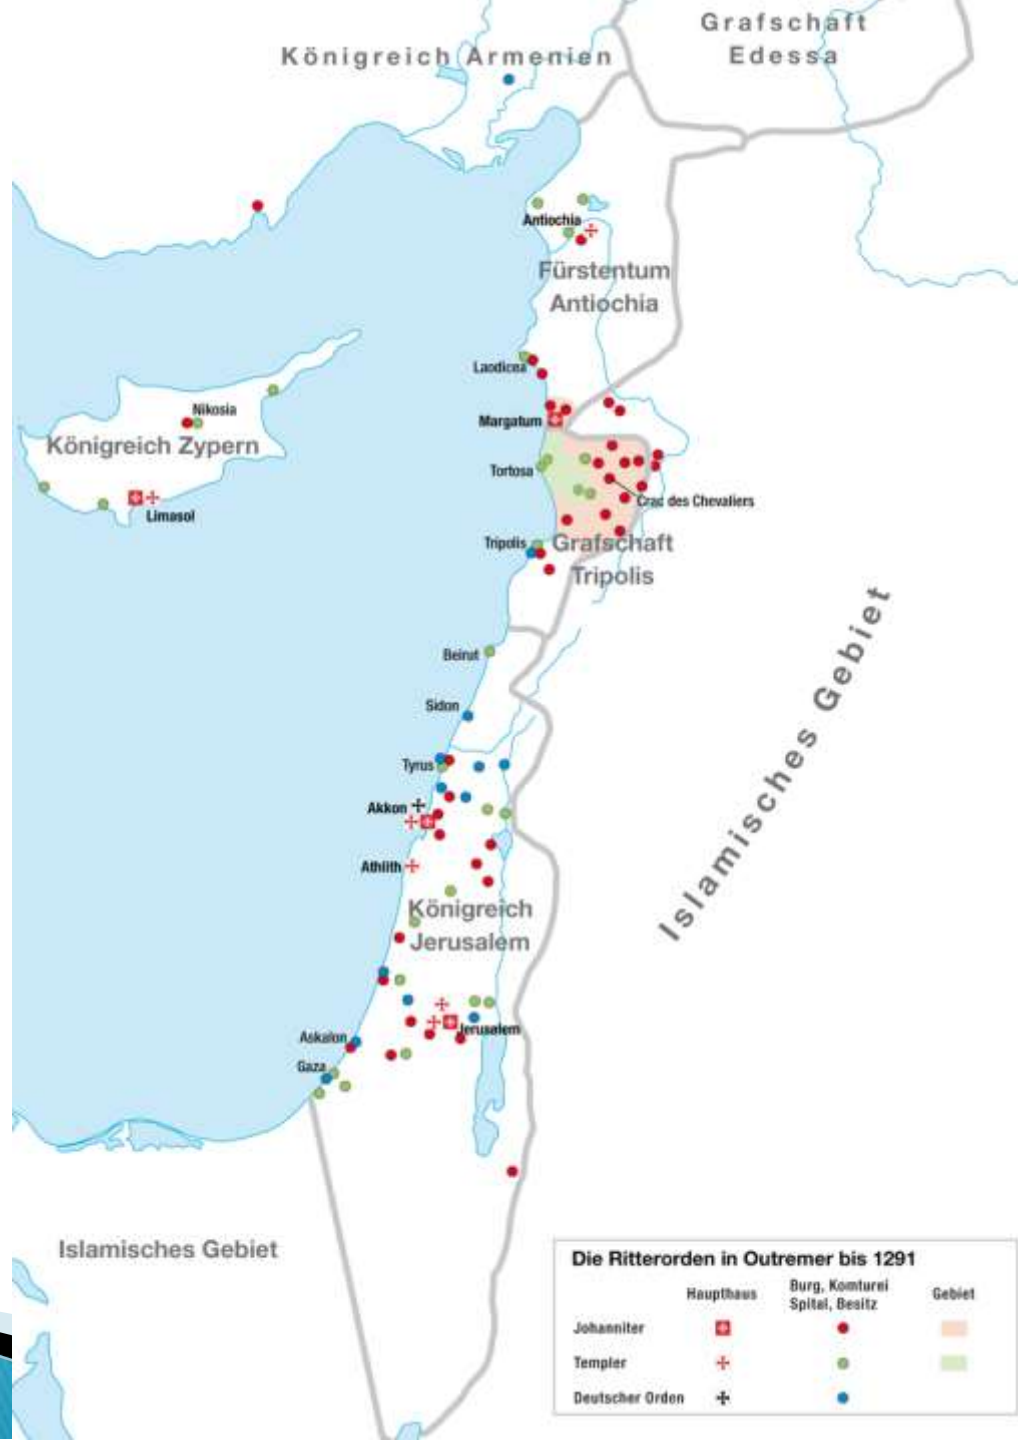 Grafschaft
Edessa
Königreich Armenien
Antiochia
Fürstentum
Antiochia
Laodicea
Margatum
Nikosia
Königreich Zypern
Limasol
Tortosa
Crac des Chevaliers
Tripolis
Grafschaft
Tripolis
Islamisches Gebiet
Beirut
Sidon
Tyrus
Akkon
Athlith
Königreich
Jerusalem
Jerusalem
Askalon
Gaza
Islamisches Gebiet
Die Ritterorden in Outremer bis 1291
Haupthaus Burg, Komturei Gebiet
Spital, Besitz
Johanniter
Templer
Deutscher Orden